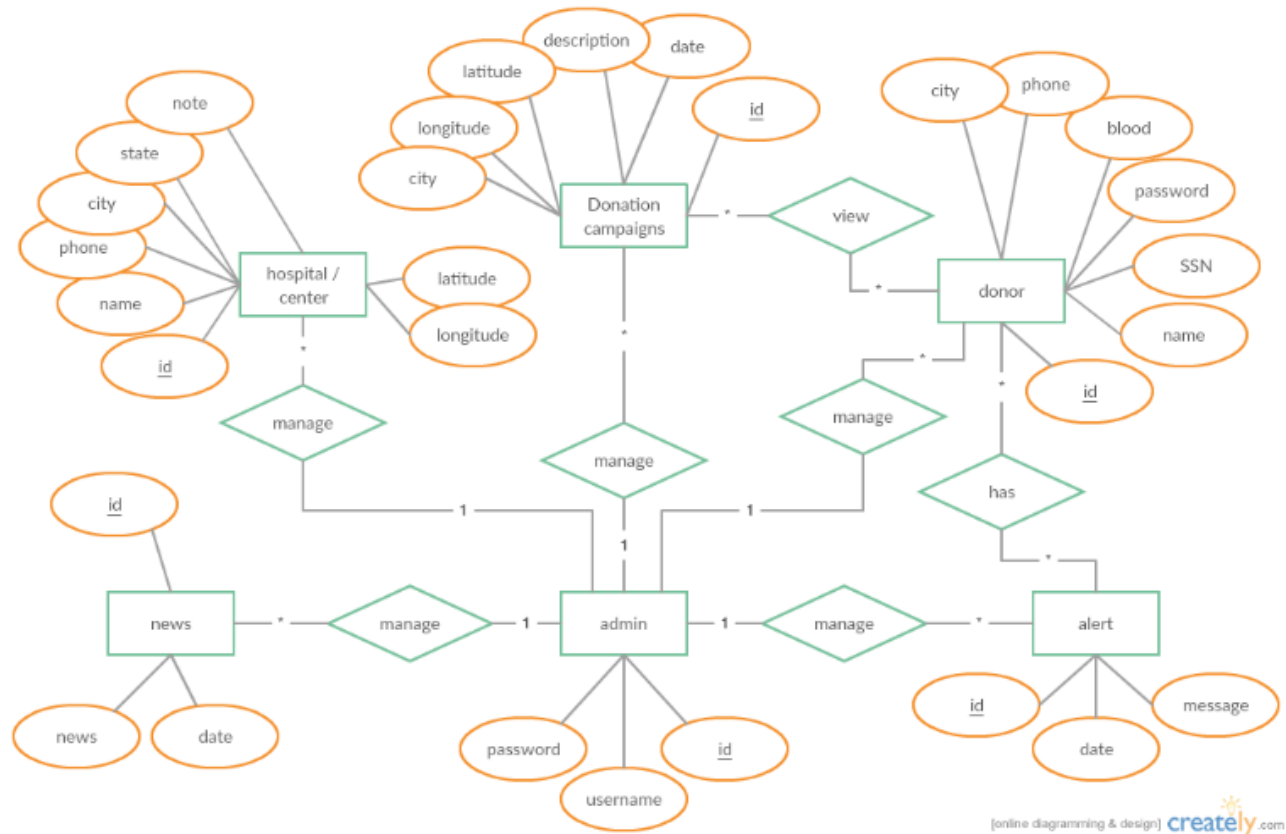 description
date
latitude
id
longitude
city
note
state
city
phone
name
id
hospital /
center
latitude
longitude
Donation
campaigns
*
view
*
city
phone
blood
password
SSN
name
id
donor
*
manage
1
*
manage
1
*
manage
1
*
has
*
id
news
news
date
*
manage
1
admin
password
username
id
1
manage
*
alert
id
date
message
[online diagramming & design] creately.com